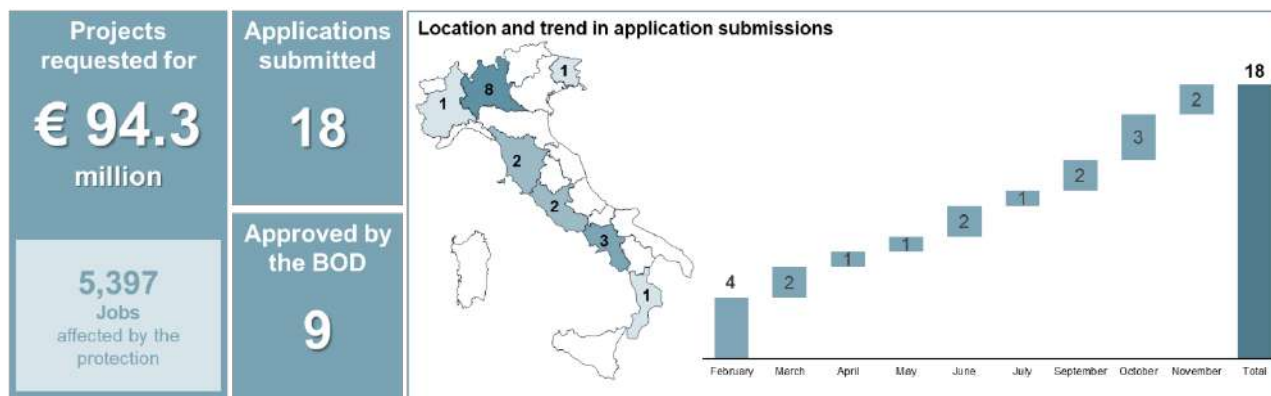 Projects
requested for
€ 94.3
million
5,397
Jobs
affected by the
protection
Applications
submitted
18
Approved by
the BOD
9
Location and trend in application submissions
1
8
1
2
2
3
1
4
2
1
1
2
1
2
3
2
18
February March April May June July September October November Total